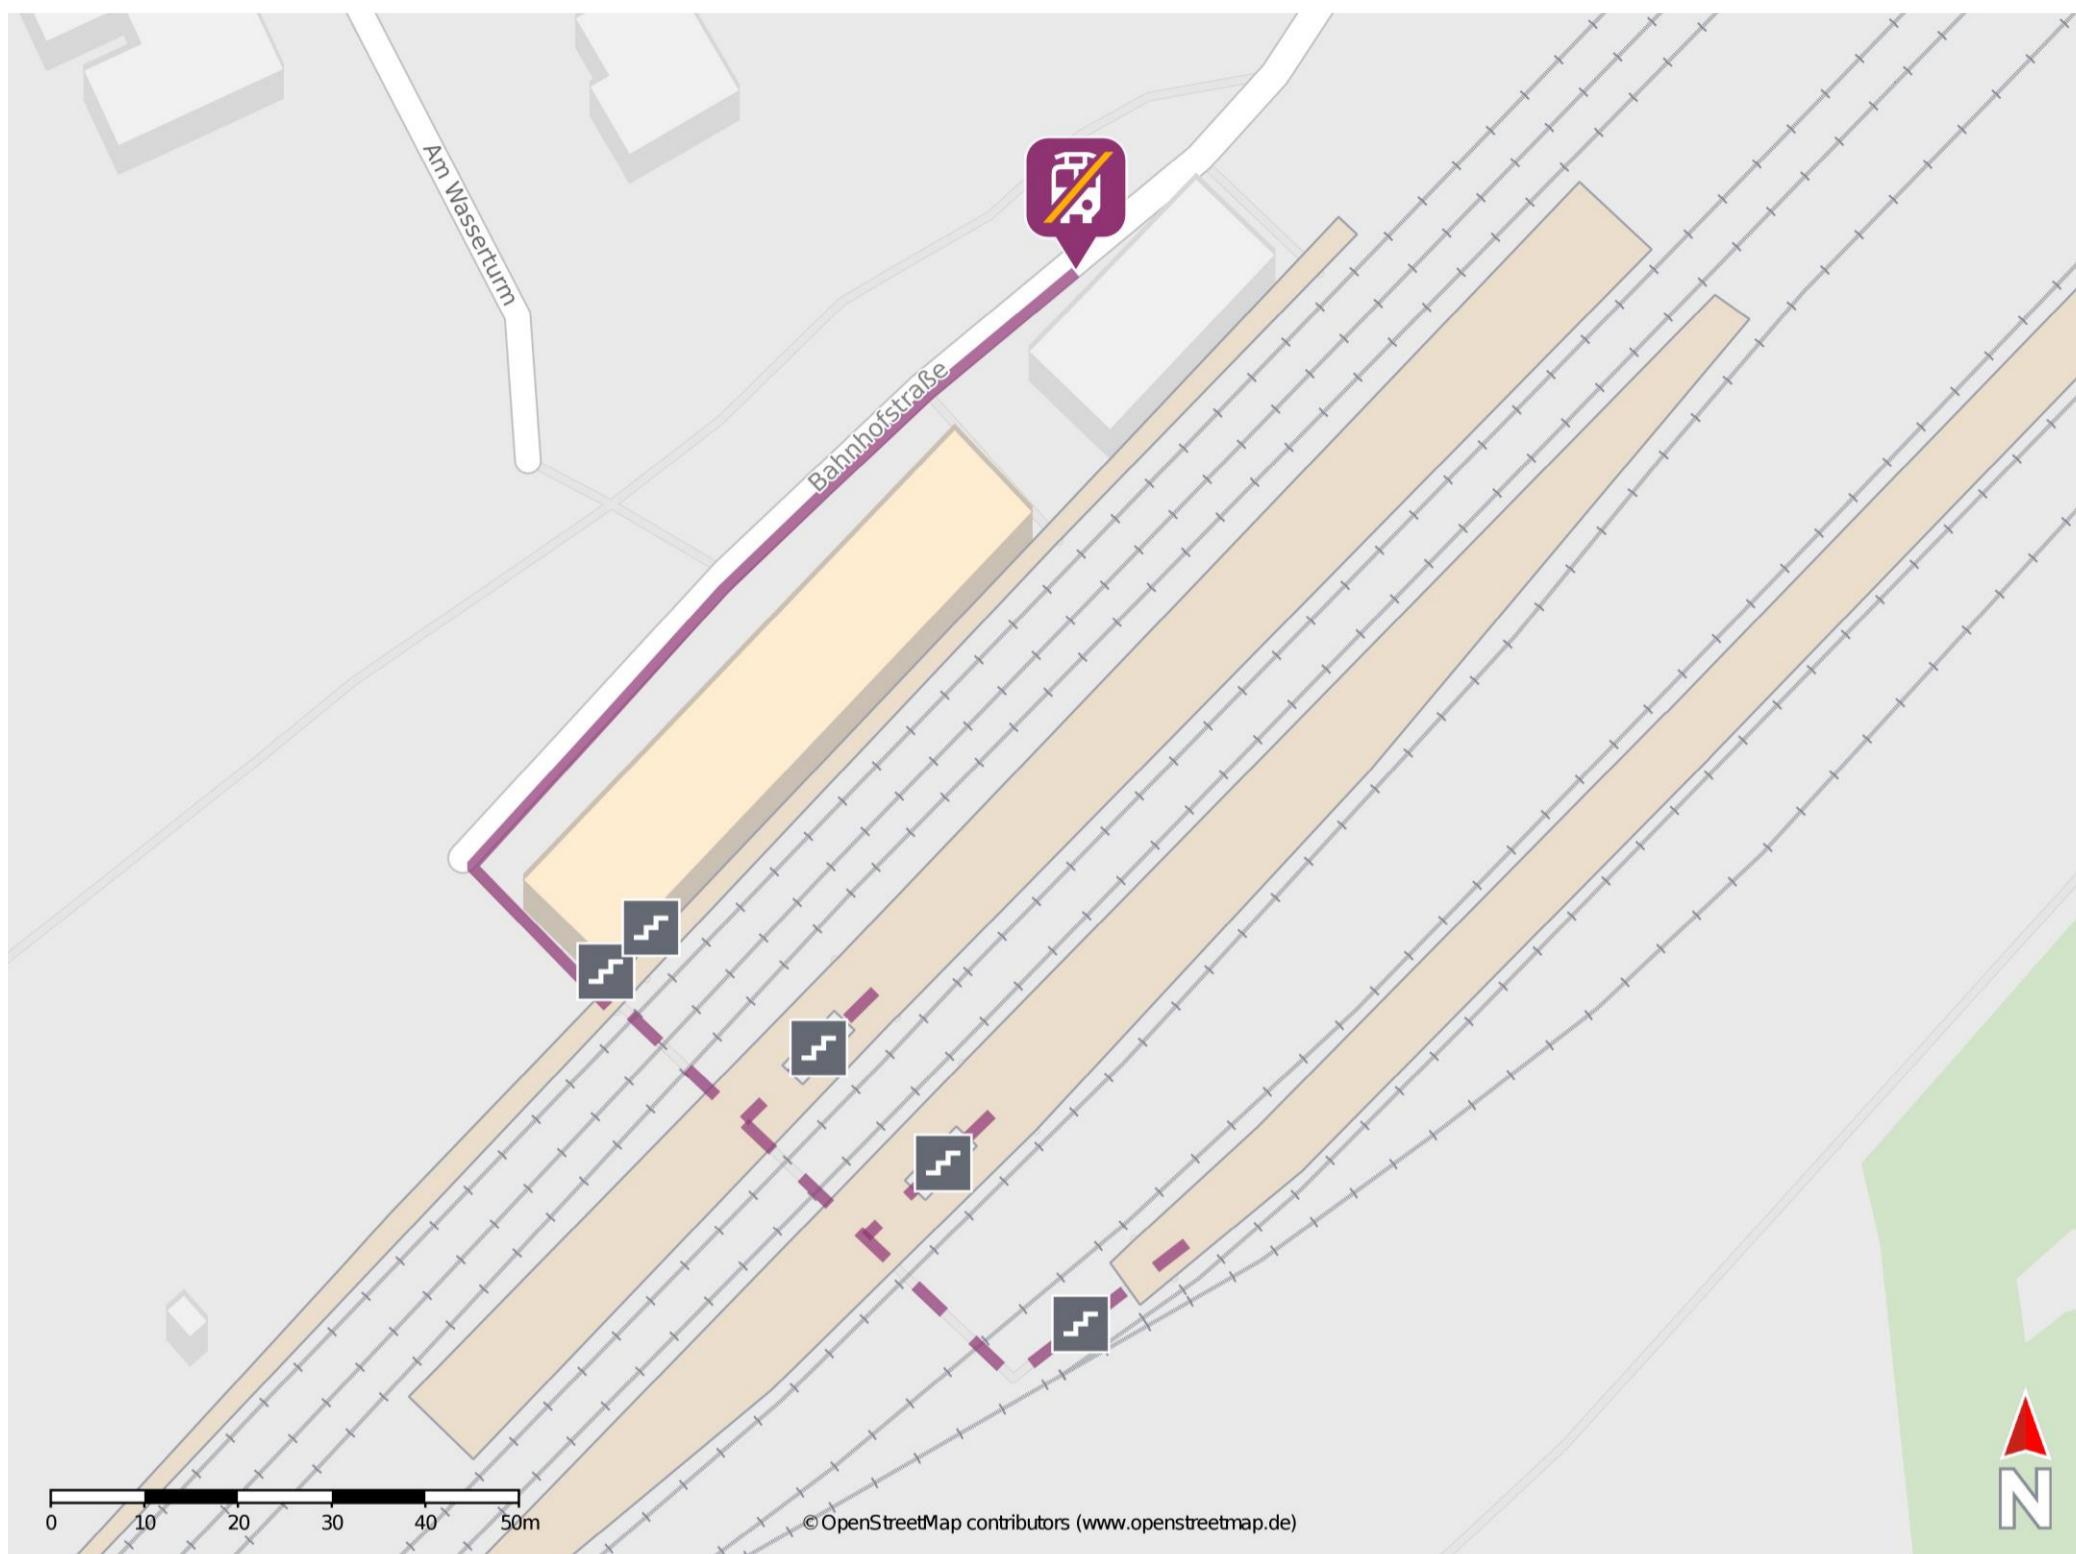 Am Wasserturm
Bahnhofstraße
0 10 20 30 40 50m
© OpenStreetMap contributors (www.openstreetmap.de)
N